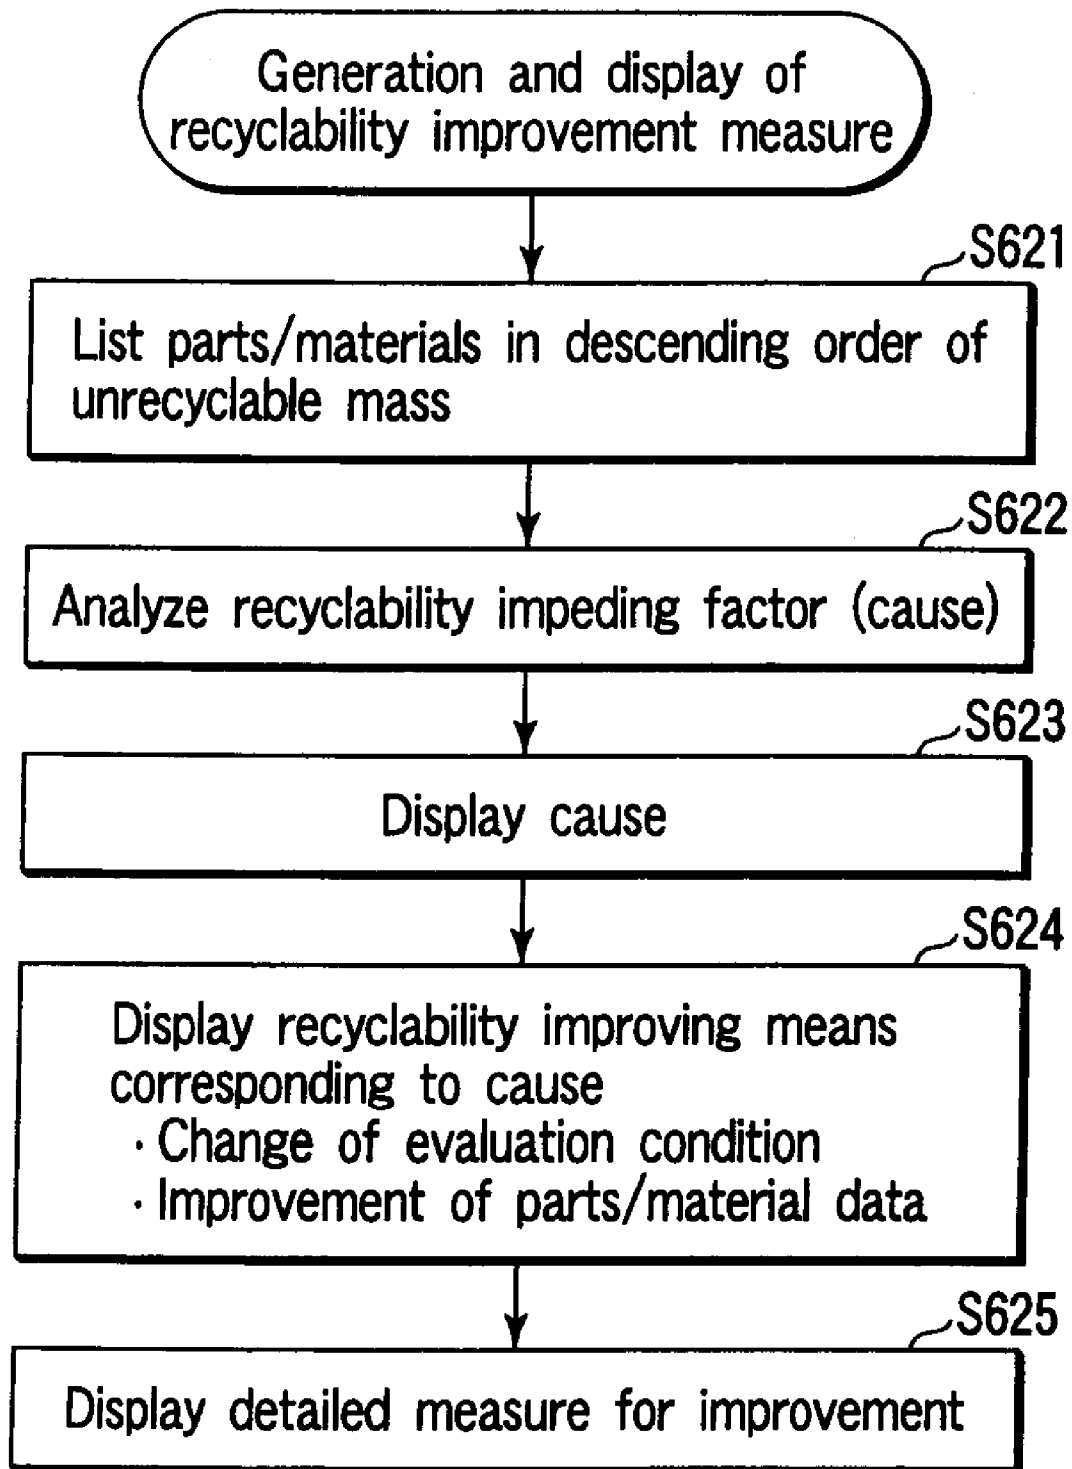 Generation and display of
recyclability improvement measure
S621
List parts/materials in descending order of
unrecyclable mass
S622
Analyze recyclability impeding factor (cause)
S623
Display cause
S624
Display recyclability improving means
corresponding to cause
· Change of evaluation condition
· Improvement of parts/material data
S625
Display detailed measure for improvement